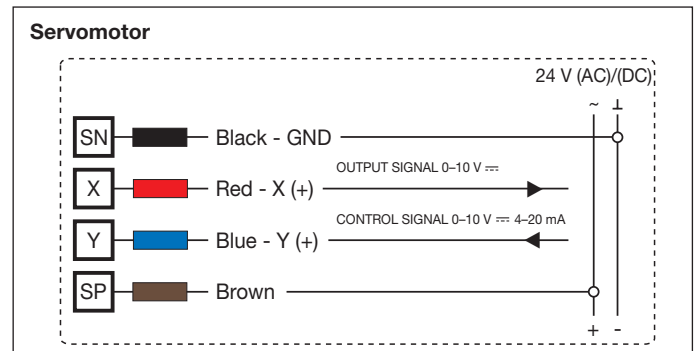 Servomotor
24 V (AC)/(DC)
~ ⊥
SN Black - GND
OUTPUT SIGNAL 0–10 V ⎓
X Red - X (+)
CONTROL SIGNAL 0–10 V ⎓ 4–20 mA
Y Blue - Y (+)
SP Brown
+ -